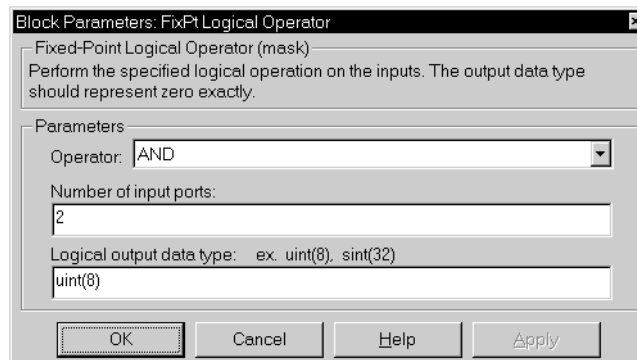 Block Parameters: FixPt Logical Operator
Fixed-Point Logical Operator (mask)
Perform the specified logical operation on the inputs. The output data type
should represent zero exactly.
Parameters
Operator: AND
Number of input ports:
2
Logical output data type: ex. uint(8), sint(32)
uint(8)
OK Cancel Help Apply